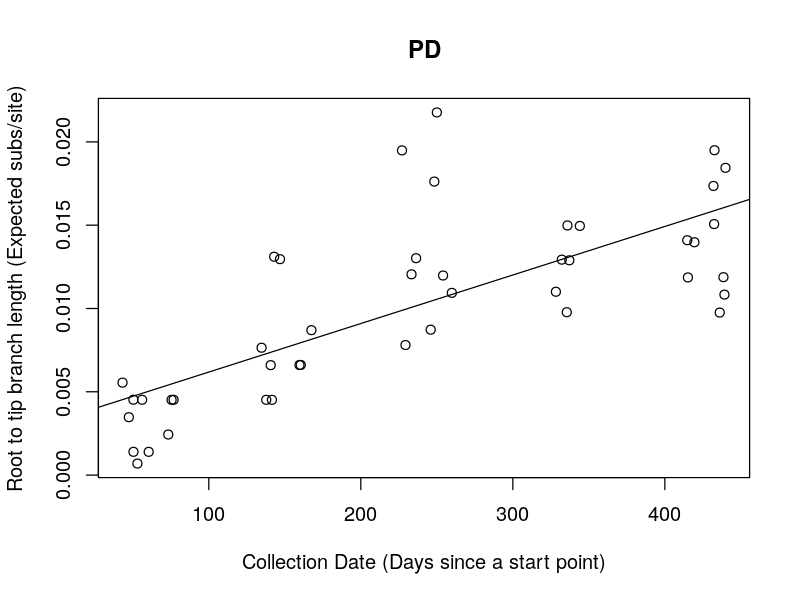 PD
Root to tip branch length (Expected subs/site)
0.020
0.015
0.010
0.005
0.000
100 200 300 400
Collection Date (Days since a start point)